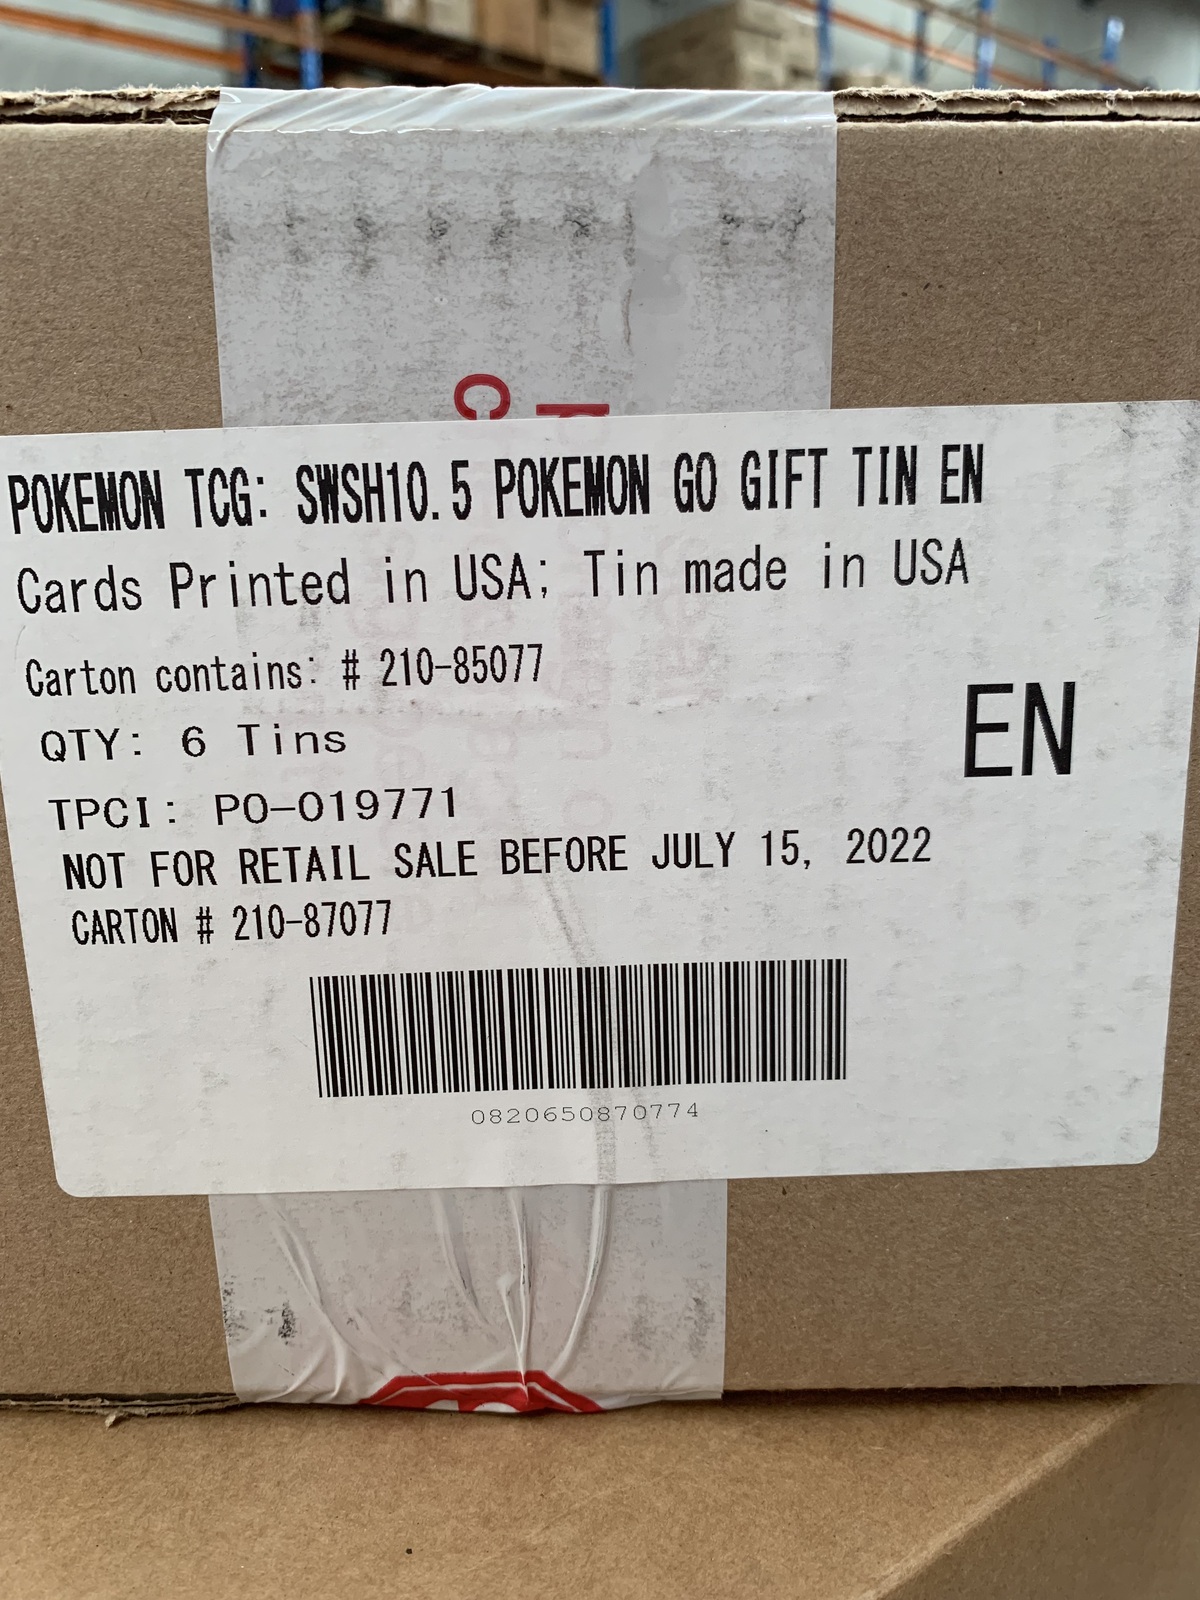 POKEMON TCG: SWSH10.5 POKEMON GO GIFT TIN EN
Cards Printed in USA; Tin made in USA
Carton contains: # 210-85077
EN
QTY: 6 Tins
TPCI: PO-019771
NOT FOR RETAIL SALE BEFORE JULY 15, 2022
CARTON # 210-87077
0820650870774